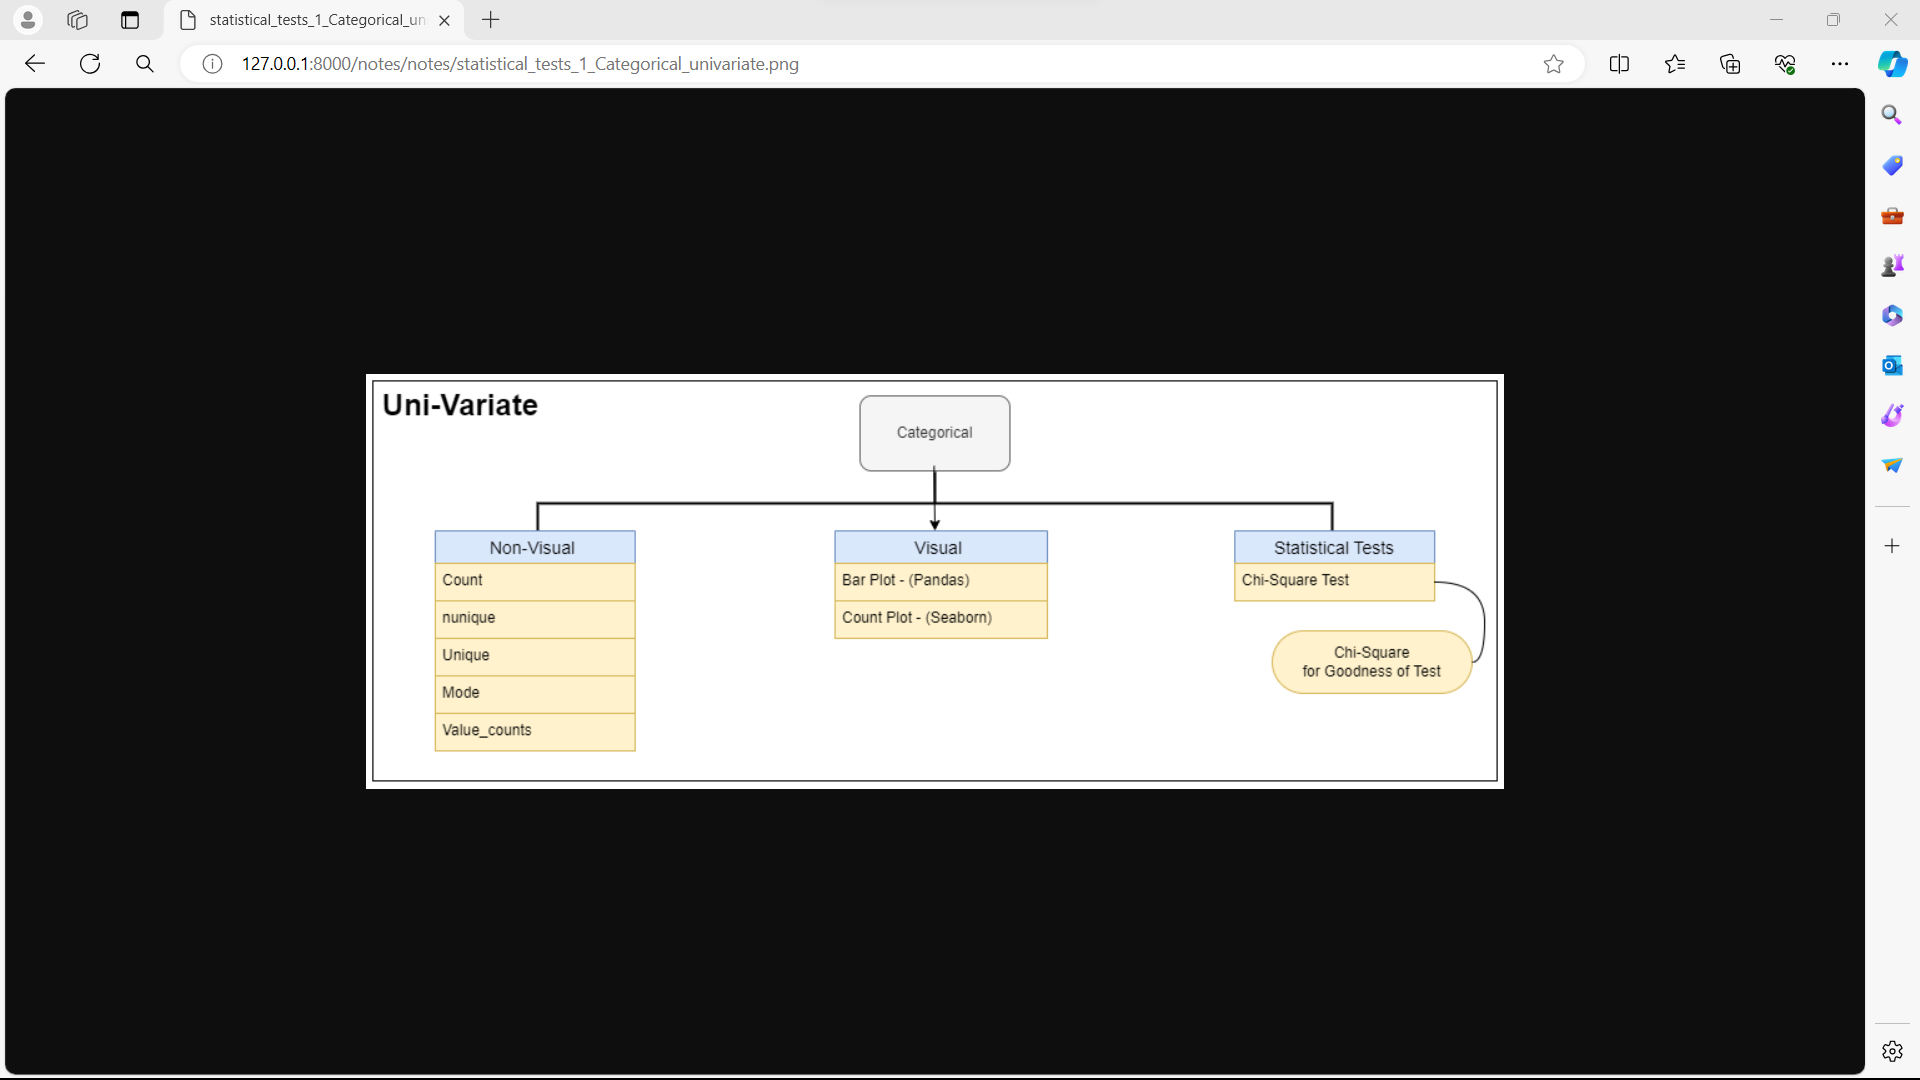 statistical_tests_1_Categorical_un
127.0.0.1:8000/notes/notes/statistical_tests_1_Categorical_univariate.png
Uni-Variate
Categorical
Non-Visual
Count
nunique
Unique
Mode
Value_counts
Visual
Bar Plot - (Pandas)
Count Plot - (Seaborn)
Statistical Tests
Chi-Square Test
Chi-Square
for Goodness of Test